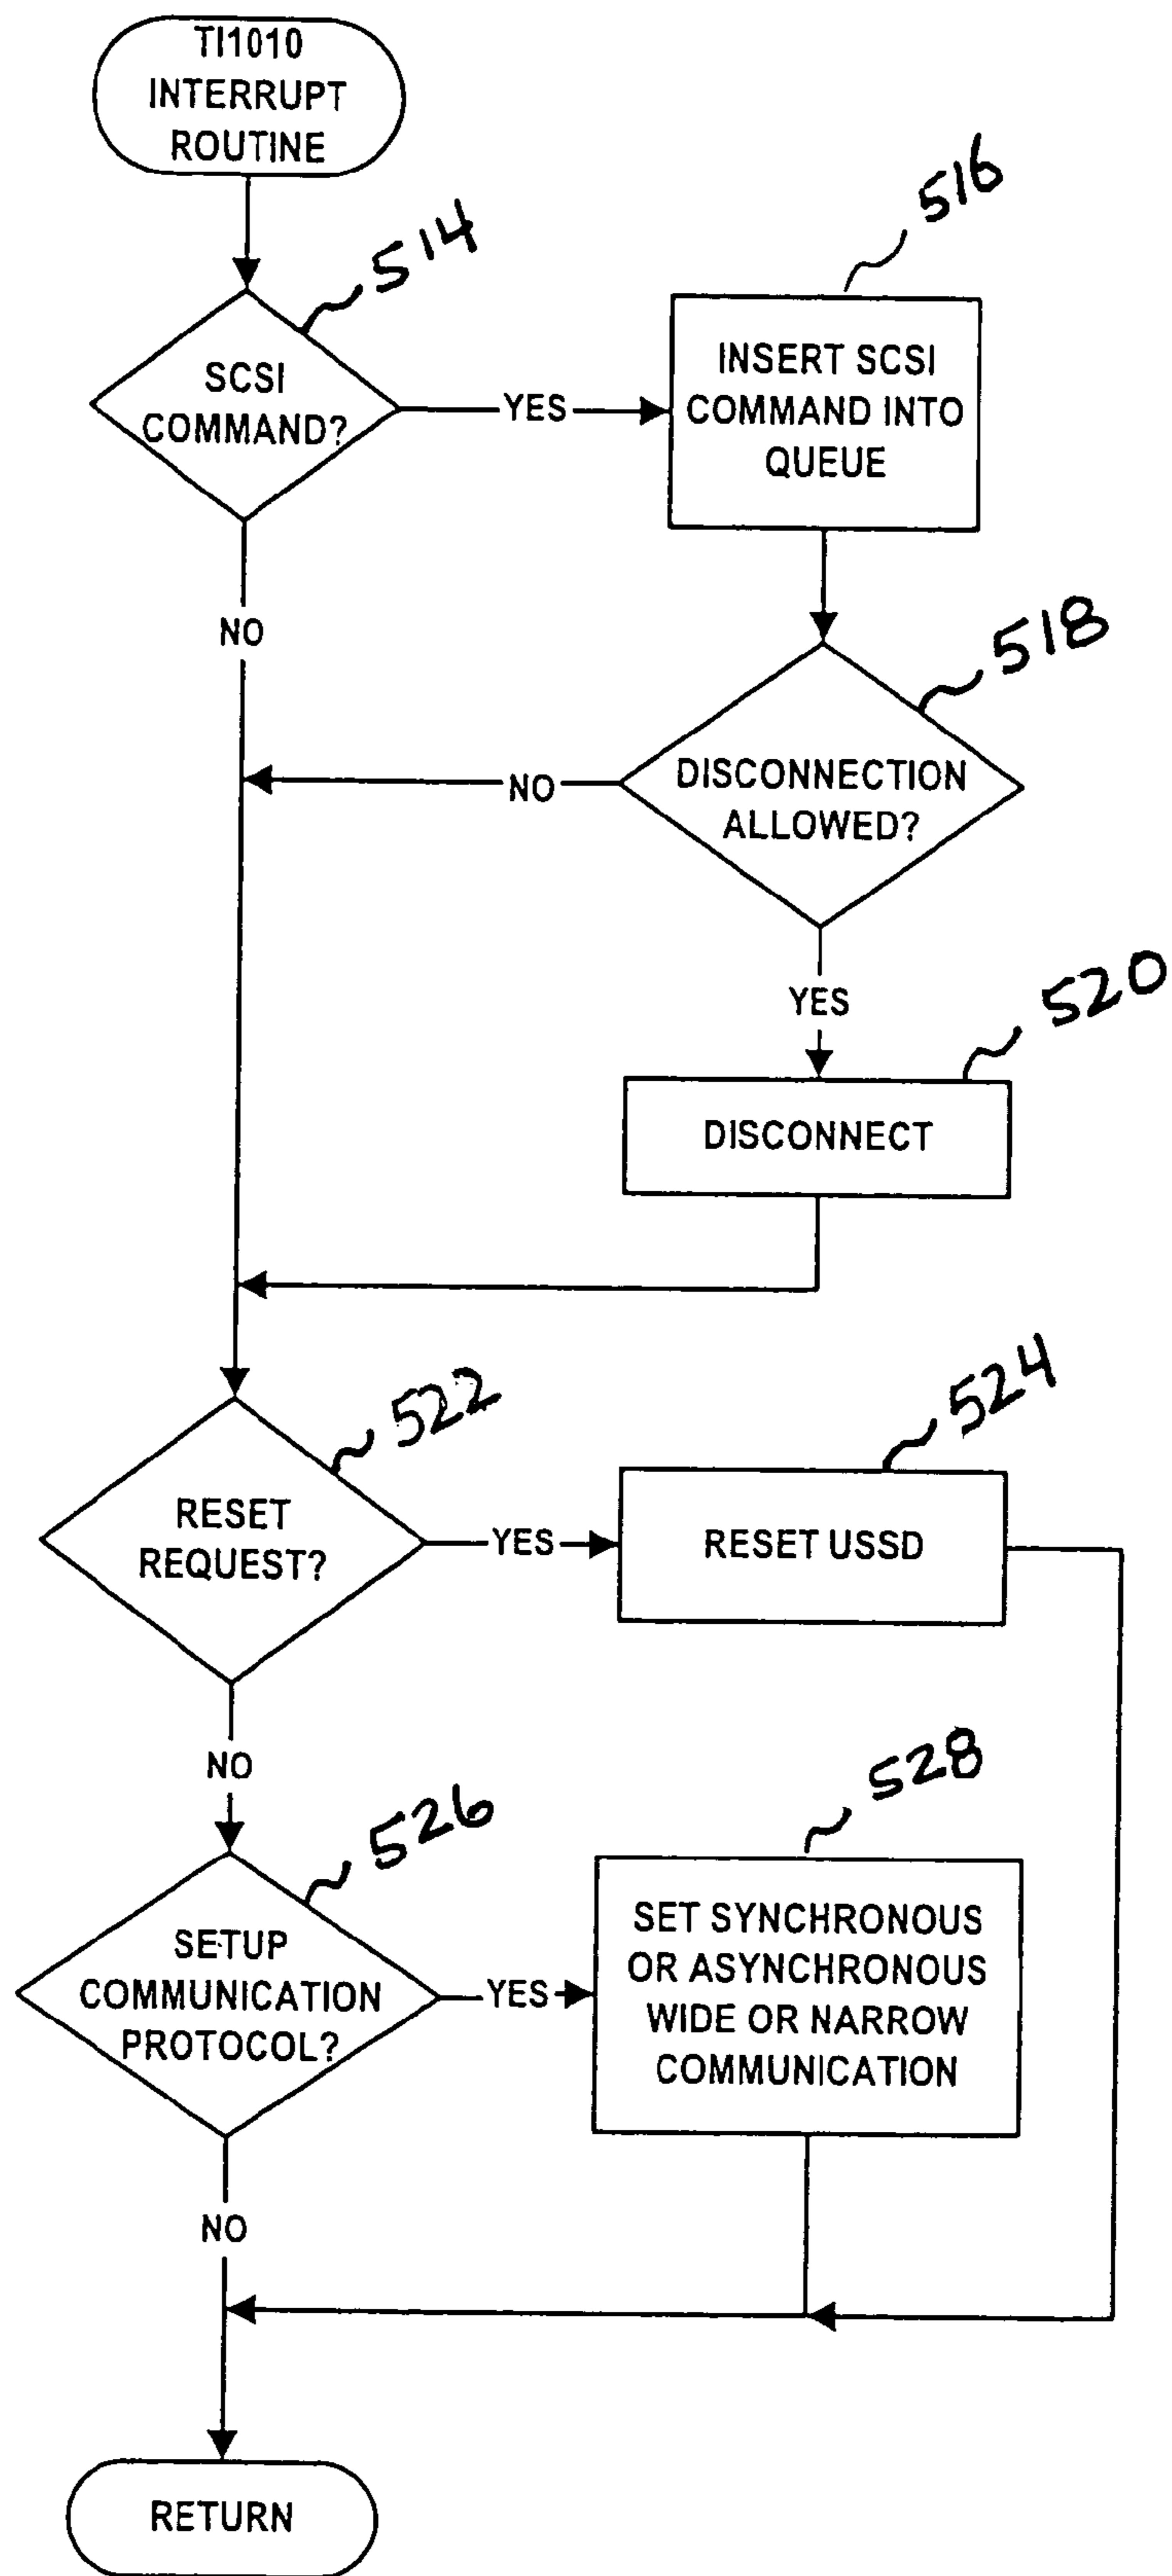 TI1010
INTERRUPT
ROUTINE
514
SCSI
COMMAND?
YES
516
INSERT SCSI
COMMAND INTO
QUEUE
NO
518
DISCONNECTION
ALLOWED?
NO
YES
520
DISCONNECT
522
RESET
REQUEST?
YES
524
RESET USSD
NO
526
SETUP
COMMUNICATION
PROTOCOL?
YES
528
SET SYNCHRONOUS
OR ASYNCHRONOUS
WIDE OR NARROW
COMMUNICATION
NO
RETURN